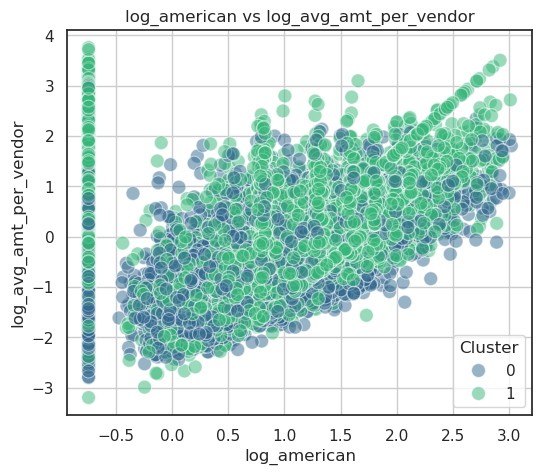 log_american vs log_avg_amt_per_vendor
4
3
2
1
0
−1
−2
−3
log_avg_amt_per_vendor
Cluster
0
1
−0.5 0.0 0.5 1.0 1.5 2.0 2.5 3.0
log_american